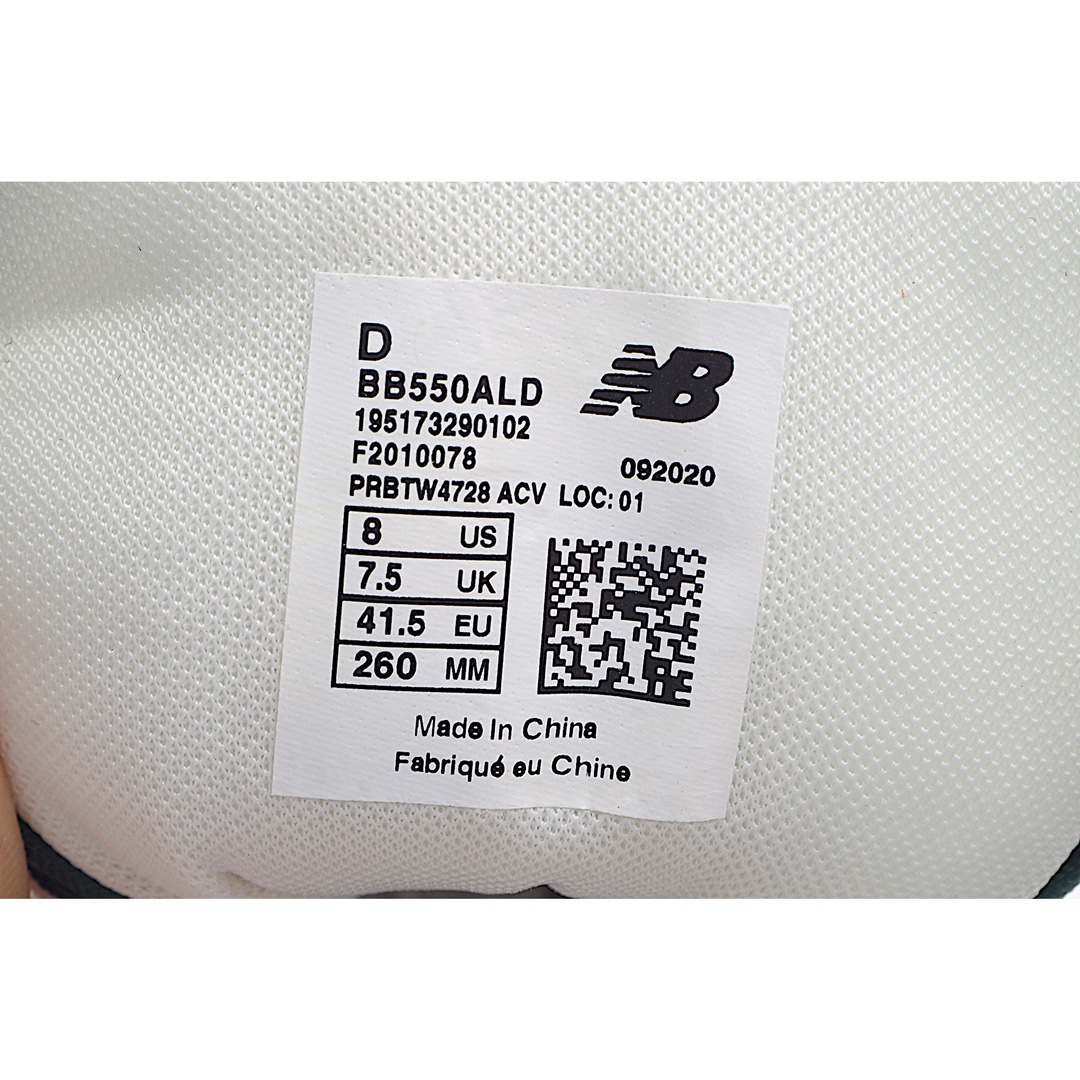 D
BB550ALD
NB
195173290102
F2010078
092020
PRBTW4728 ACV LOC: 01
8 US
7.5 UK
41.5 EU
260 MM
Made In China
Fabriqué eu Chine